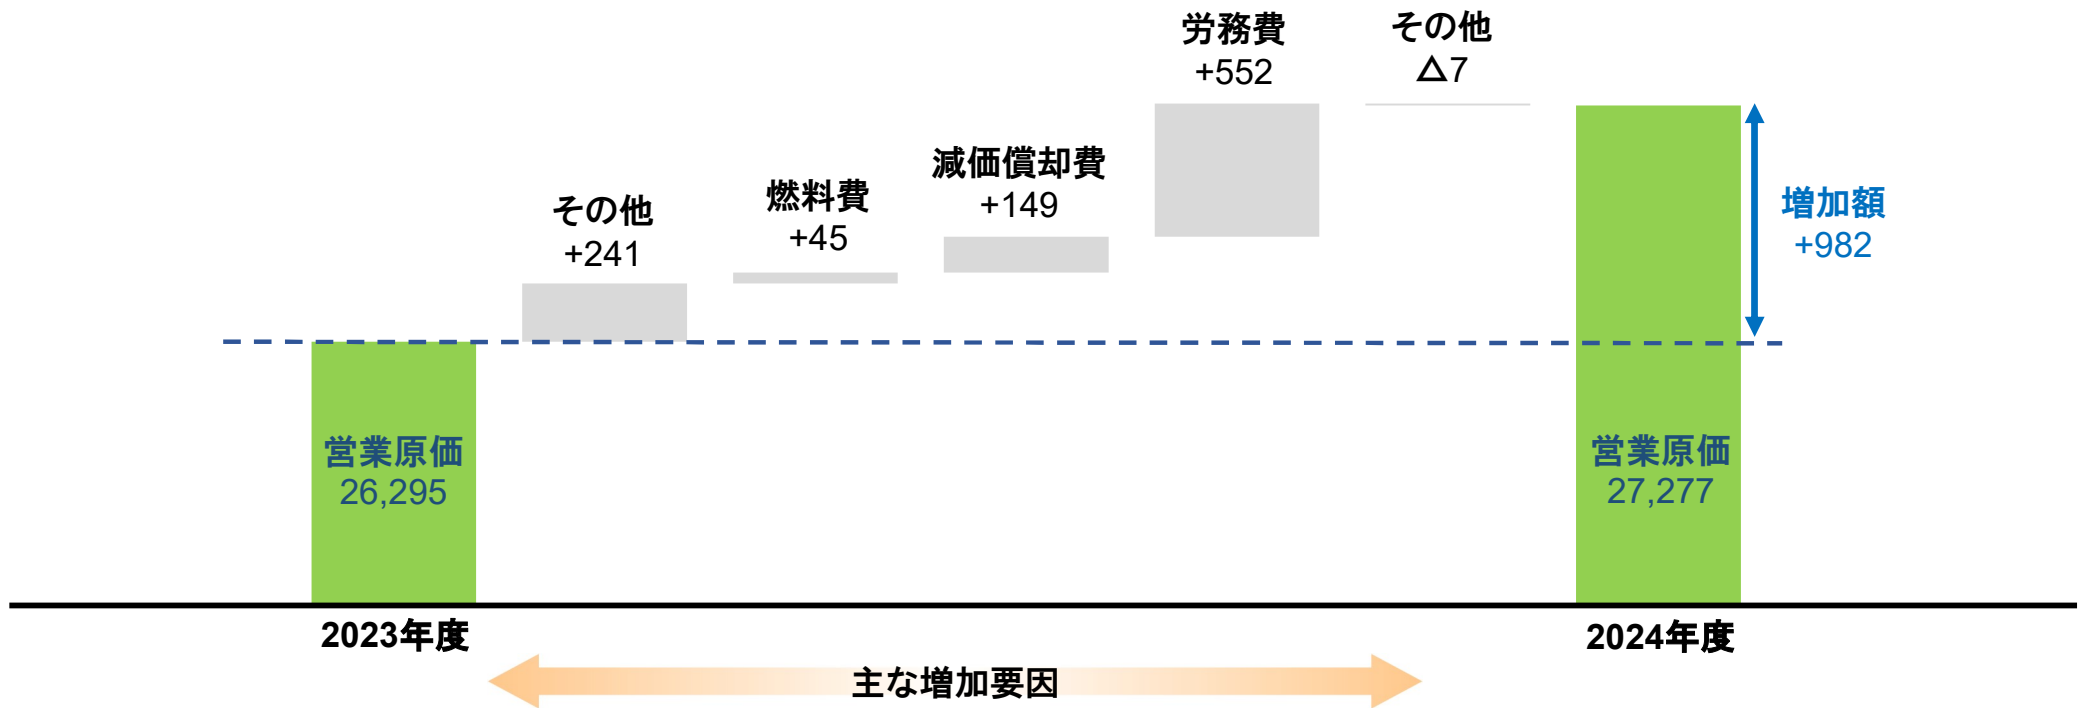 労務費
+552
その他
△7
減価償却費
+149
燃料費
+45
その他
+241
増加額
+982
営業原価
26,295
営業原価
27,277
2023年度
2024年度
主な増加要因